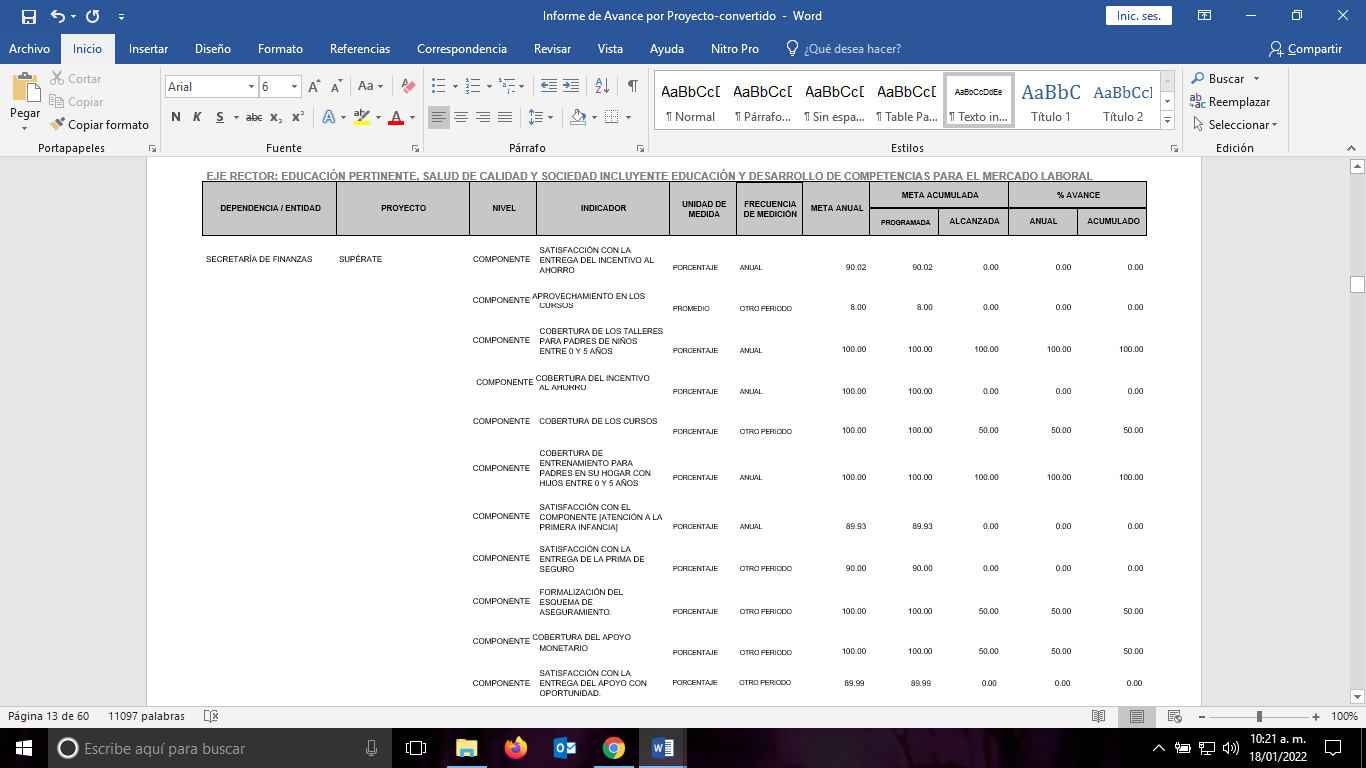 Informe de Avance por Proyecto-convertido - Word
Inic. ses.
Archivo Inicio Insertar Diseño Formato Referencias Correspondencia Revisar Vista Ayuda Nitro Pro ¿Qué desea hacer? Compartir
Pegar
Cortar
Copiar
Copiar formato
Portapapeles
Arial 6
Aa
N K S abc x₂ x²
Fuente
Párrafo
AaBbCcD AaBbCcD AaBbCcD AaBbCcD AaBbCcDdEe AaBbC AaBbCcI
¶ Normal ¶ Párrafo... ¶ Sin espa... ¶ Table Pa... ¶ Texto in... Título 1 Título 2
Estilos
Buscar
Reemplazar
Seleccionar
Edición
EJE RECTOR: EDUCACIÓN PERTINENTE, SALUD DE CALIDAD Y SOCIEDAD INCLUYENTE EDUCACIÓN Y DESARROLLO DE COMPETENCIAS PARA EL MERCADO LABORAL
DEPENDENCIA / ENTIDAD PROYECTO NIVEL INDICADOR UNIDAD DE MEDIDA FRECUENCIA DE MEDICIÓN META ANUAL META ACUMULADA % AVANCE
PROGRAMADA ALCANZADA ANUAL ACUMULADO
SECRETARÍA DE FINANZAS SUPÉRATE COMPONENTE SATISFACCIÓN CON LA
ENTREGA DEL INCENTIVO AL
AHORRO PORCENTAJE ANUAL 90.02 90.02 0.00 0.00 0.00
COMPONENTE APROVECHAMIENTO EN LOS
CURSOS PROMEDIO OTRO PERIODO 8.00 8.00 0.00 0.00 0.00
COMPONENTE COBERTURA DE LOS TALLERES
PARA PADRES DE NIÑOS
ENTRE 0 Y 5 AÑOS PORCENTAJE ANUAL 100.00 100.00 100.00 100.00 100.00
COMPONENTE COBERTURA DEL INCENTIVO
AL AHORRO PORCENTAJE ANUAL 100.00 100.00 0.00 0.00 0.00
COMPONENTE COBERTURA DE LOS CURSOS
PORCENTAJE OTRO PERIODO 100.00 100.00 50.00 50.00 50.00
COMPONENTE COBERTURA DE
ENTRENAMIENTO PARA
PADRES EN SU HOGAR CON
HIJOS ENTRE 0 Y 5 AÑOS PORCENTAJE ANUAL 100.00 100.00 100.00 100.00 100.00
COMPONENTE SATISFACCIÓN CON EL
COMPONENTE [ATENCIÓN A LA
PRIMERA INFANCIA] PORCENTAJE ANUAL 89.93 89.93 0.00 0.00 0.00
COMPONENTE SATISFACCIÓN CON LA
ENTREGA DE LA PRIMA DE
SEGURO PORCENTAJE OTRO PERIODO 90.00 90.00 0.00 0.00 0.00
COMPONENTE FORMALIZACIÓN DEL
ESQUEMA DE
ASEGURAMIENTO. PORCENTAJE OTRO PERIODO 100.00 100.00 50.00 50.00 50.00
COMPONENTE COBERTURA DEL APOYO
MONETARIO PORCENTAJE OTRO PERIODO 100.00 100.00 50.00 50.00 50.00
COMPONENTE SATISFACCIÓN CON LA
ENTREGA DEL APOYO CON
OPORTUNIDAD. PORCENTAJE OTRO PERIODO 89.99 89.99 0.00 0.00 0.00
Página 13 de 60 11097 palabras 100%
Escribe aquí para buscar
10:21 a. m.
18/01/2022